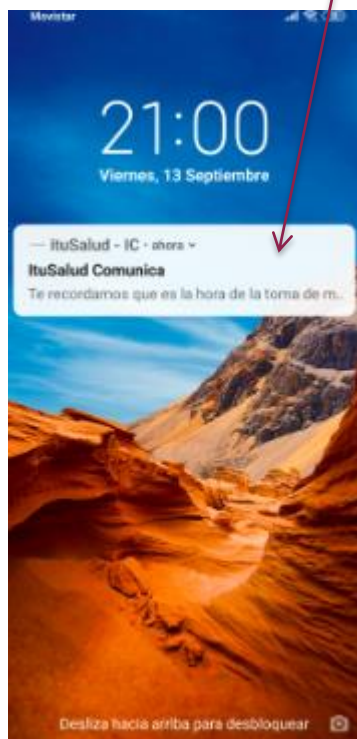 Movistar
21:00
Viernes, 13 Septiembre
ItuSalud - IC · ahora
ItuSalud Comunica
Te recordamos que es la hora de la toma de m..
Desliza hacia arriba para desbloquear